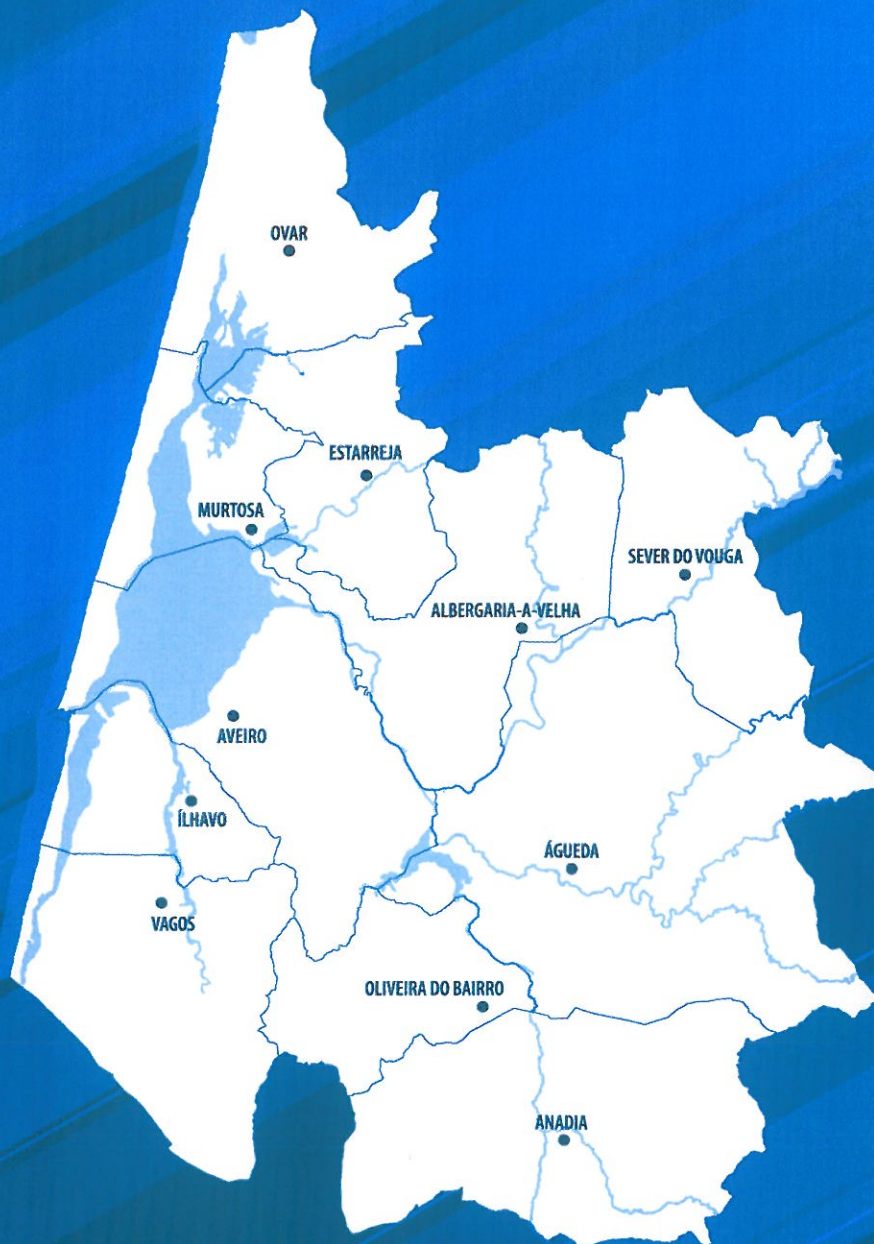 OVAR
ESTARREJA
MURTOSA
SEVER DO VOUGA
ALBERGARIA-A-VELHA
AVEIRO
ÍLHAVO
ÁGUEDA
VAGOS
OLIVEIRA DO BAIRRO
ANADIA